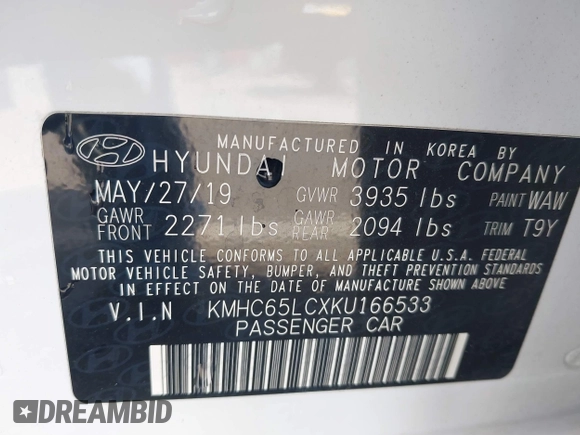 MANUFACTURED IN KOREA BY
HYUNDAI MOTOR COMPANY
MAY/27/19 GVWR 3935 lbs PAINT WAW
GAWR FRONT 2271 lbs GAWR REAR 2094 lbs TRIM T9Y
THIS VEHICLE CONFORMS TO ALL APPLICABLE U.S.A. FEDERAL
MOTOR VEHICLE SAFETY, BUMPER, AND THEFT PREVENTION STANDARDS
IN EFFECT ON THE DATE OF MANUFACTURE SHOWN ABOVE.
V.I.N KMHC65LCXKU166533
PASSENGER CAR
DREAMBID